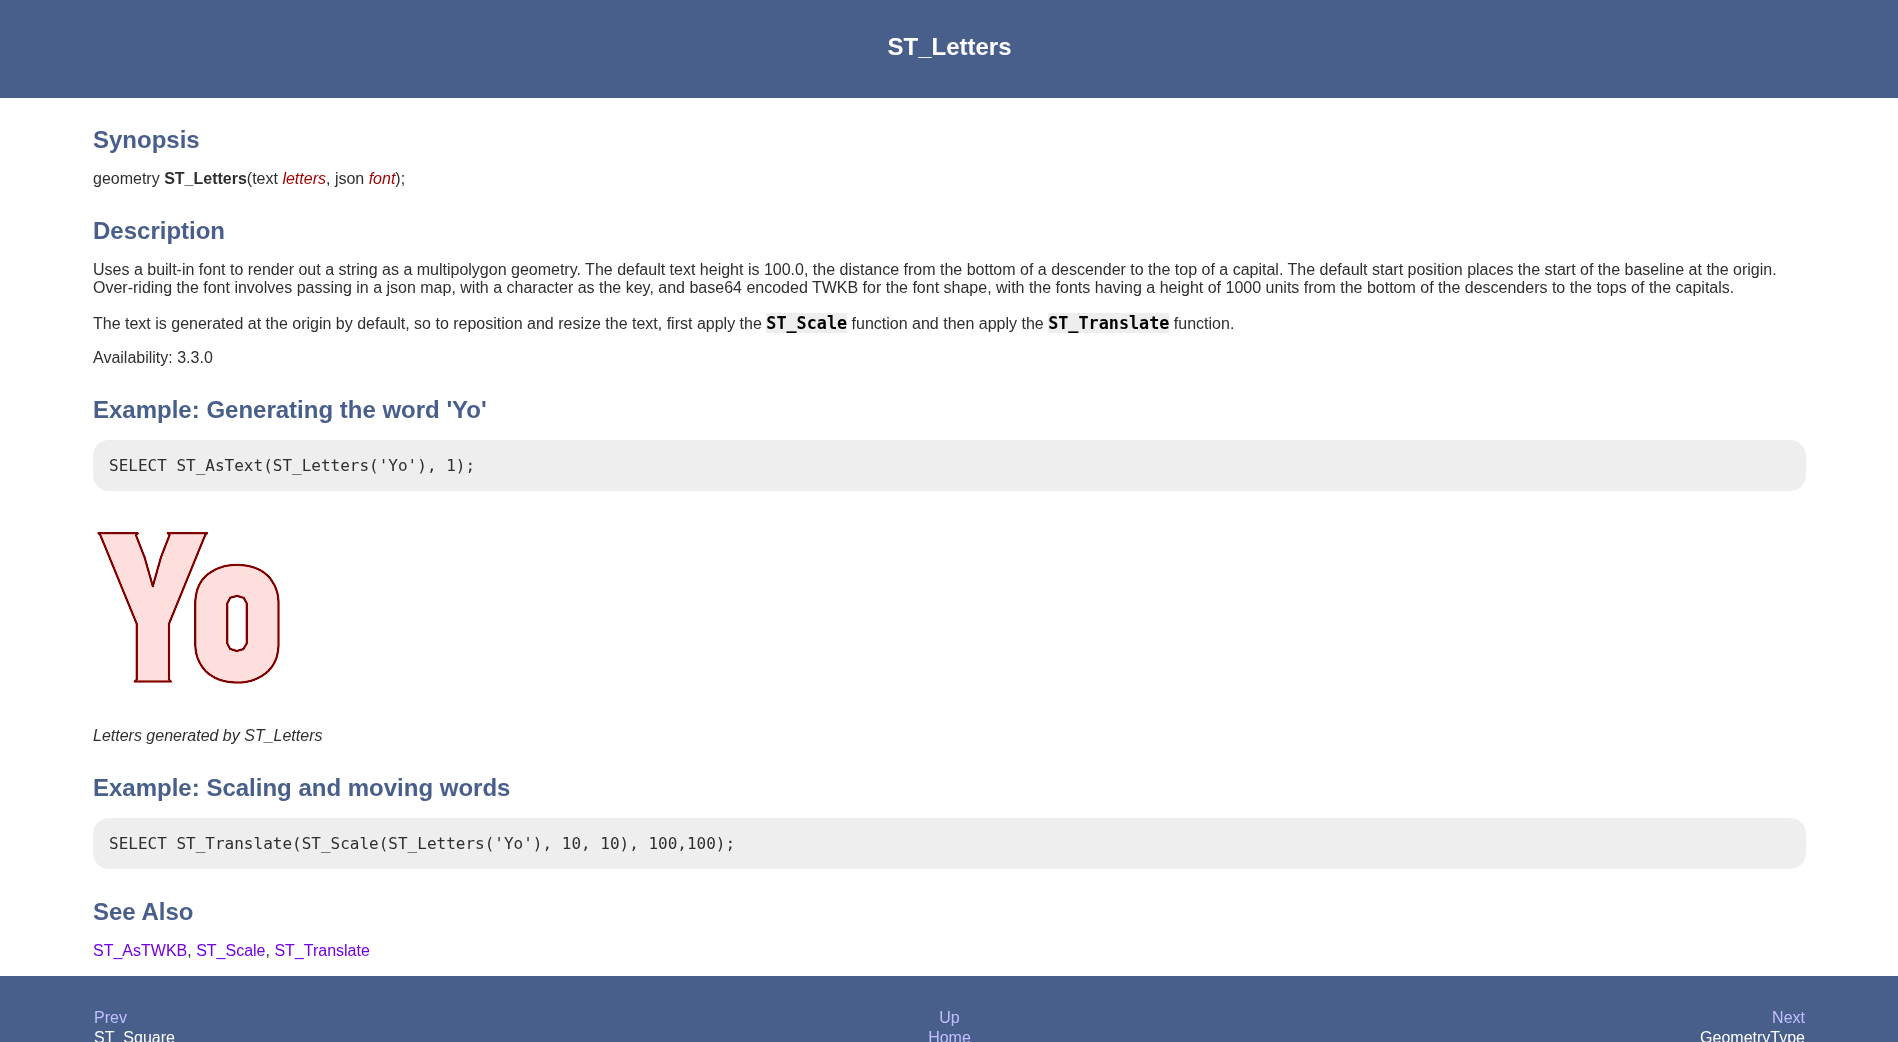 ST_Letters
Synopsis
geometry ST_Letters(text letters, json font);
Description
Uses a built-in font to render out a string as a multipolygon geometry. The default text height is 100.0, the distance from the bottom of a descender to the top of a capital. The default start position places the start of the baseline at the origin.
Over-riding the font involves passing in a json map, with a character as the key, and base64 encoded TWKB for the font shape, with the fonts having a height of 1000 units from the bottom of the descenders to the tops of the capitals.
The text is generated at the origin by default, so to reposition and resize the text, first apply the ST_Scale function and then apply the ST_Translate function.
Availability: 3.3.0
Example: Generating the word 'Yo'
SELECT ST_AsText(ST_Letters('Yo'), 1);
Yo
Letters generated by ST_Letters
Example: Scaling and moving words
SELECT ST_Translate(ST_Scale(ST_Letters('Yo'), 10, 10), 100,100);
See Also
ST_AsTWKB, ST_Scale, ST_Translate
Prev Up Next
ST_Square Home GeometryType